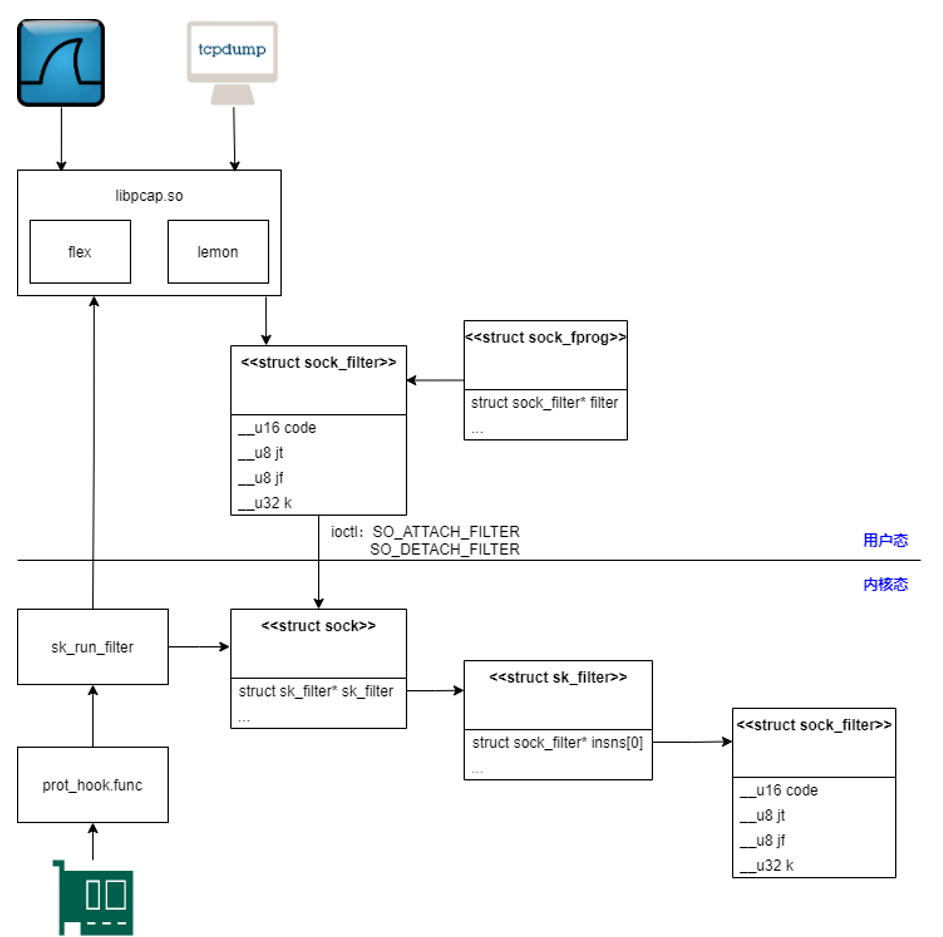 tcpdump
libpcap.so
flex
lemon
<<struct sock_fprog>>
struct sock_filter* filter
...
<<struct sock_filter>>
__u16 code
__u8 jt
__u8 jf
__u32 k
ioctl: SO_ATTACH_FILTER
SO_DETACH_FILTER
用户态
内核态
sk_run_filter
<<struct sock>>
struct sk_filter* sk_filter
...
<<struct sk_filter>>
struct sock_filter* insns[0]
...
<<struct sock_filter>>
__u16 code
__u8 jt
__u8 jf
__u32 k
prot_hook.func